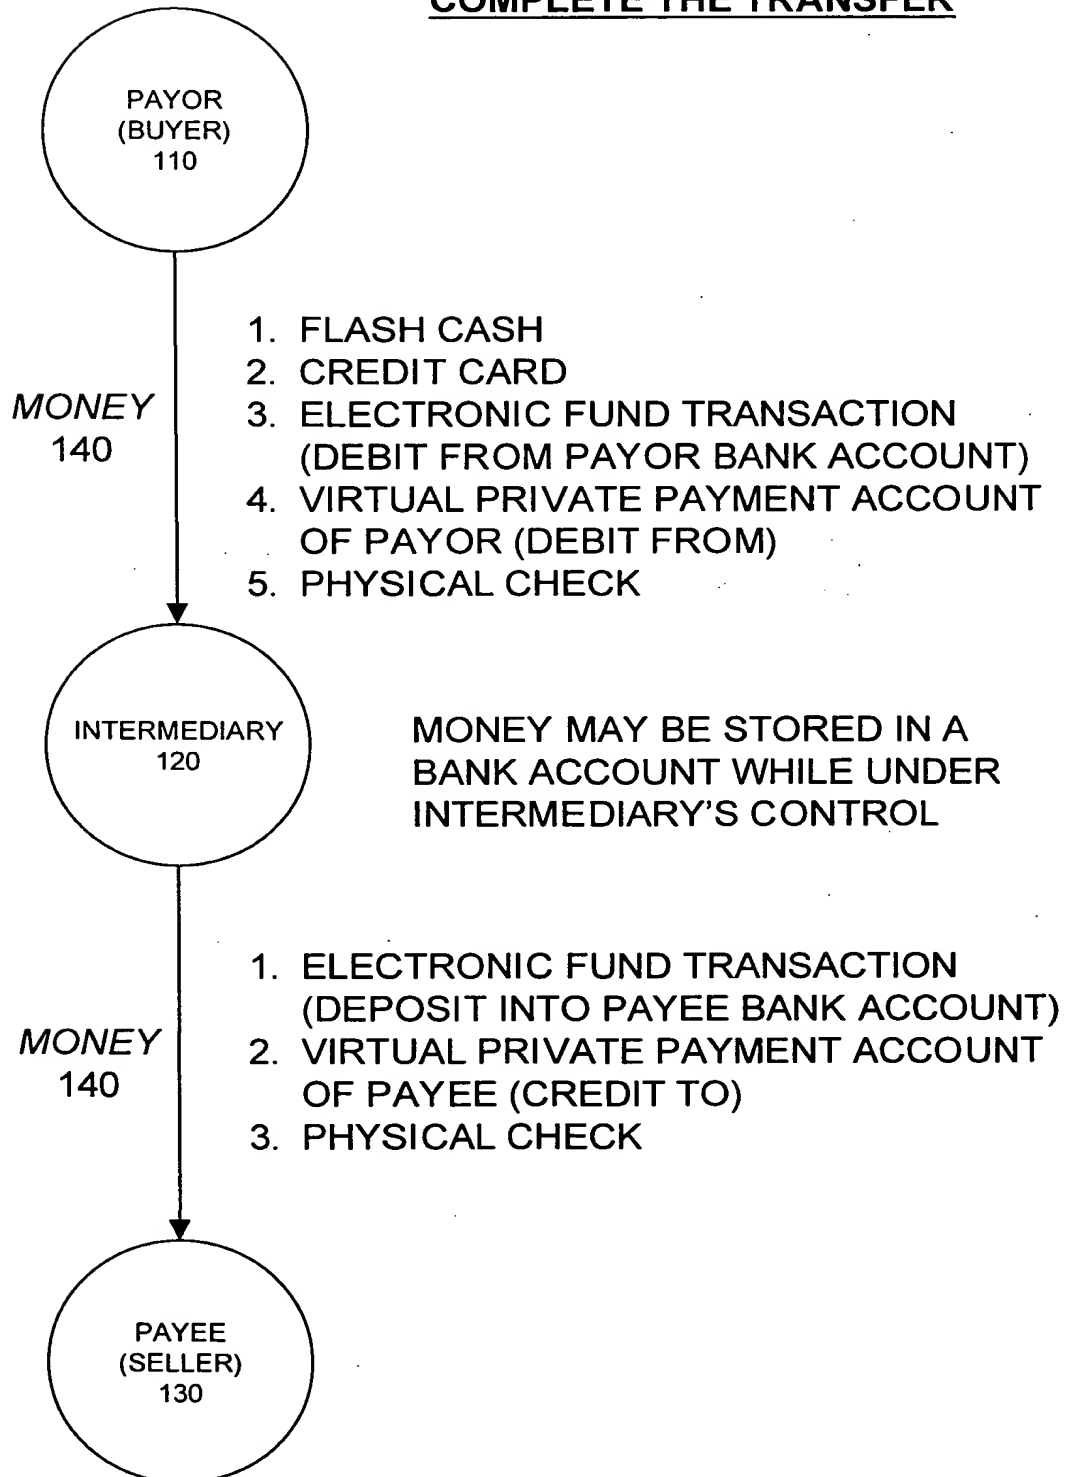 COMPLETE THE TRANSFER
PAYOR
(BUYER)
110
MONEY
140
1. FLASH CASH
2. CREDIT CARD
3. ELECTRONIC FUND TRANSACTION
(DEBIT FROM PAYOR BANK ACCOUNT)
4. VIRTUAL PRIVATE PAYMENT ACCOUNT
OF PAYOR (DEBIT FROM)
5. PHYSICAL CHECK
INTERMEDIARY
120
MONEY MAY BE STORED IN A
BANK ACCOUNT WHILE UNDER
INTERMEDIARY'S CONTROL
MONEY
140
1. ELECTRONIC FUND TRANSACTION
(DEPOSIT INTO PAYEE BANK ACCOUNT)
2. VIRTUAL PRIVATE PAYMENT ACCOUNT
OF PAYEE (CREDIT TO)
3. PHYSICAL CHECK
PAYEE
(SELLER)
130